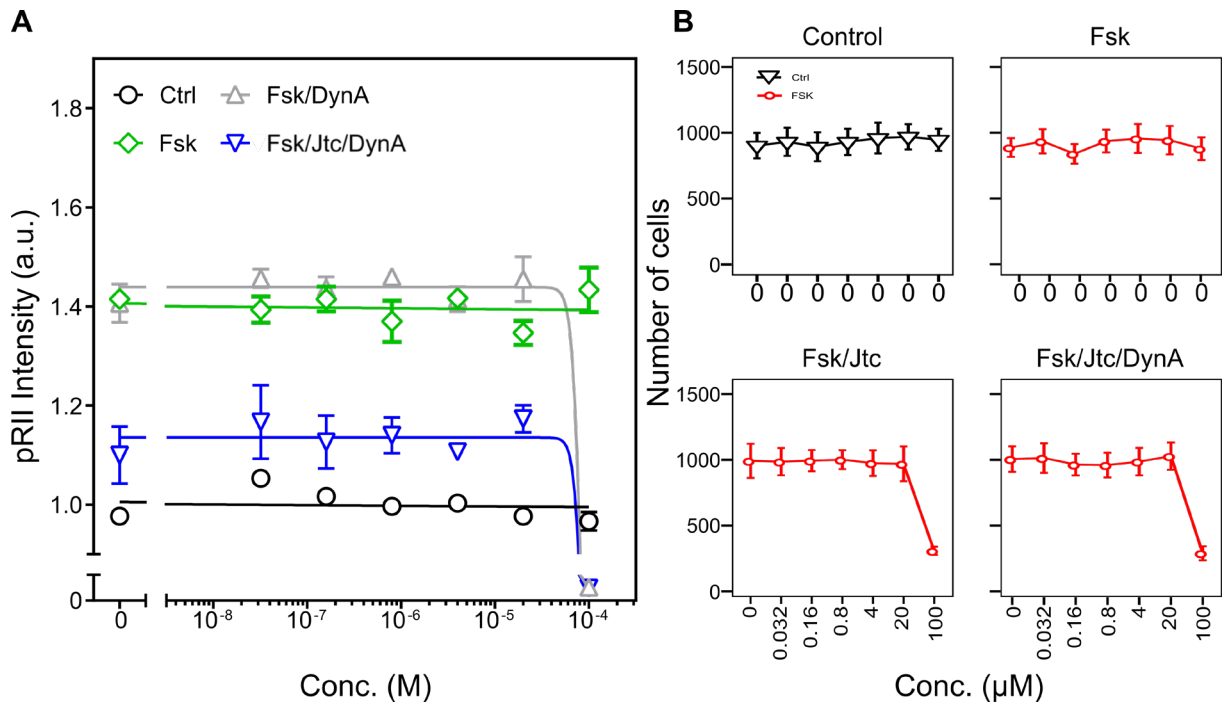 A
pRII Intensity (a.u.)
1.8
1.6
1.4
1.2
1.0
0
Ctrl
Fsk/DynA
Fsk
Fsk/Jtc/DynA
0
10-8
10-7
10-6
10-5
10-4
Conc. (M)
B
Number of cells
Control
1500
1000
500
0
Ctrl
FSK
0 0 0 0 0 0 0
Fsk
0 0 0 0 0 0 0
Fsk/Jtc
1500
1000
500
0
0 0.032 0.16 0.8 4 20 100
Fsk/Jtc/DynA
0 0.032 0.16 0.8 4 20 100
Conc. (µM)